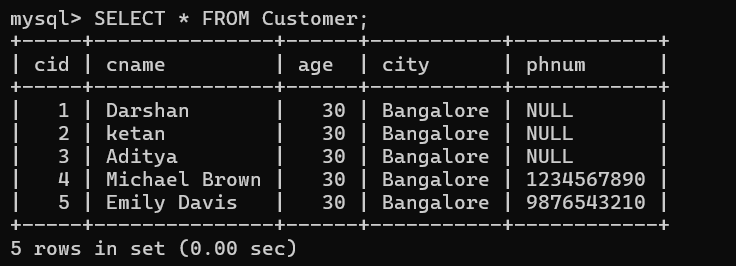 mysql> SELECT * FROM Customer;
+-----+---------------+------+-----------+------------+
| cid | cname         | age  | city      | phnum      |
+-----+---------------+------+-----------+------------+
|   1 | Darshan       |   30 | Bangalore | NULL       |
|   2 | ketan         |   30 | Bangalore | NULL       |
|   3 | Aditya        |   30 | Bangalore | NULL       |
|   4 | Michael Brown |   30 | Bangalore | 1234567890 |
|   5 | Emily Davis   |   30 | Bangalore | 9876543210 |
+-----+---------------+------+-----------+------------+
5 rows in set (0.00 sec)